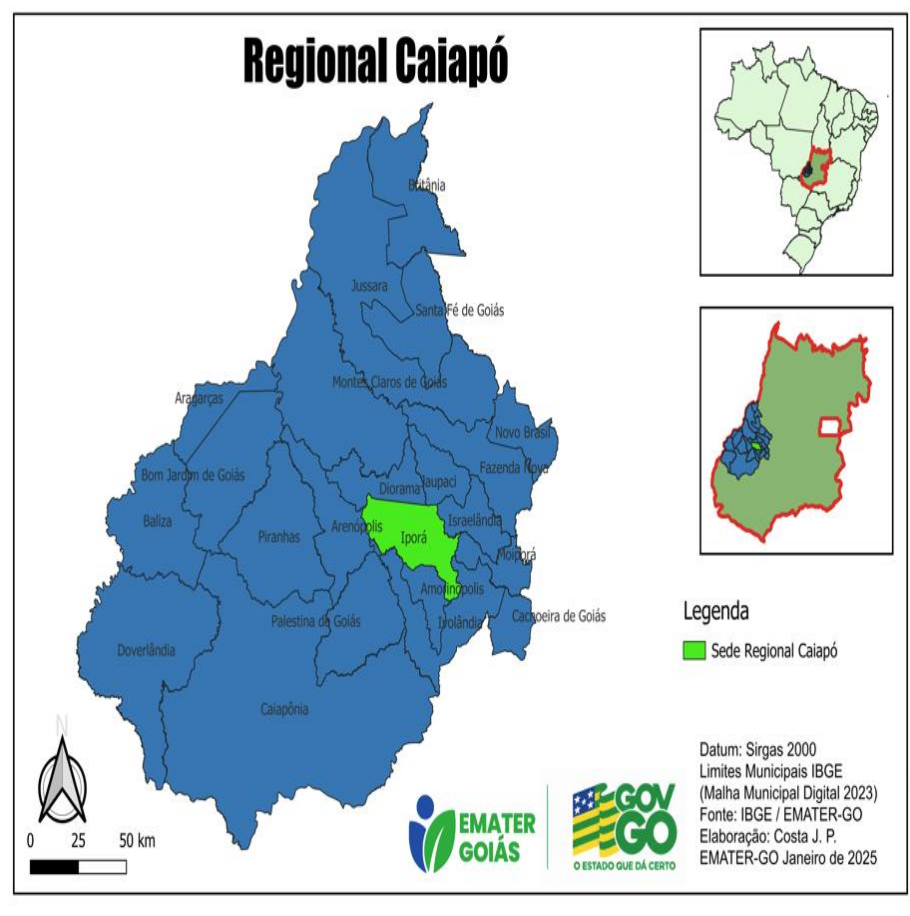 Regional Caiapó
Britânia
Jussara
Santa Fé de Goiás
Montes Claros de Goiás
Aragarças
Novo Brasil
Bom Jardim de Goiás
Fazenda Nova
Diorama
Jaupaci
Baliza
Arenópolis
Israelândia
Piranhas
Iporá
Moiporá
Amorinópolis
Palestina de Goiás
Ivolândia
Cachoeira de Goiás
Doverlândia
Caiapônia
Legenda
Sede Regional Caiapó
N
0 25 50 km
EMATER
GOIÁS
GOV
GO
O ESTADO QUE DÁ CERTO
Datum: Sirgas 2000
Limites Municipais IBGE
(Malha Municipal Digital 2023)
Fonte: IBGE / EMATER-GO
Elaboração: Costa J. P.
EMATER-GO Janeiro de 2025